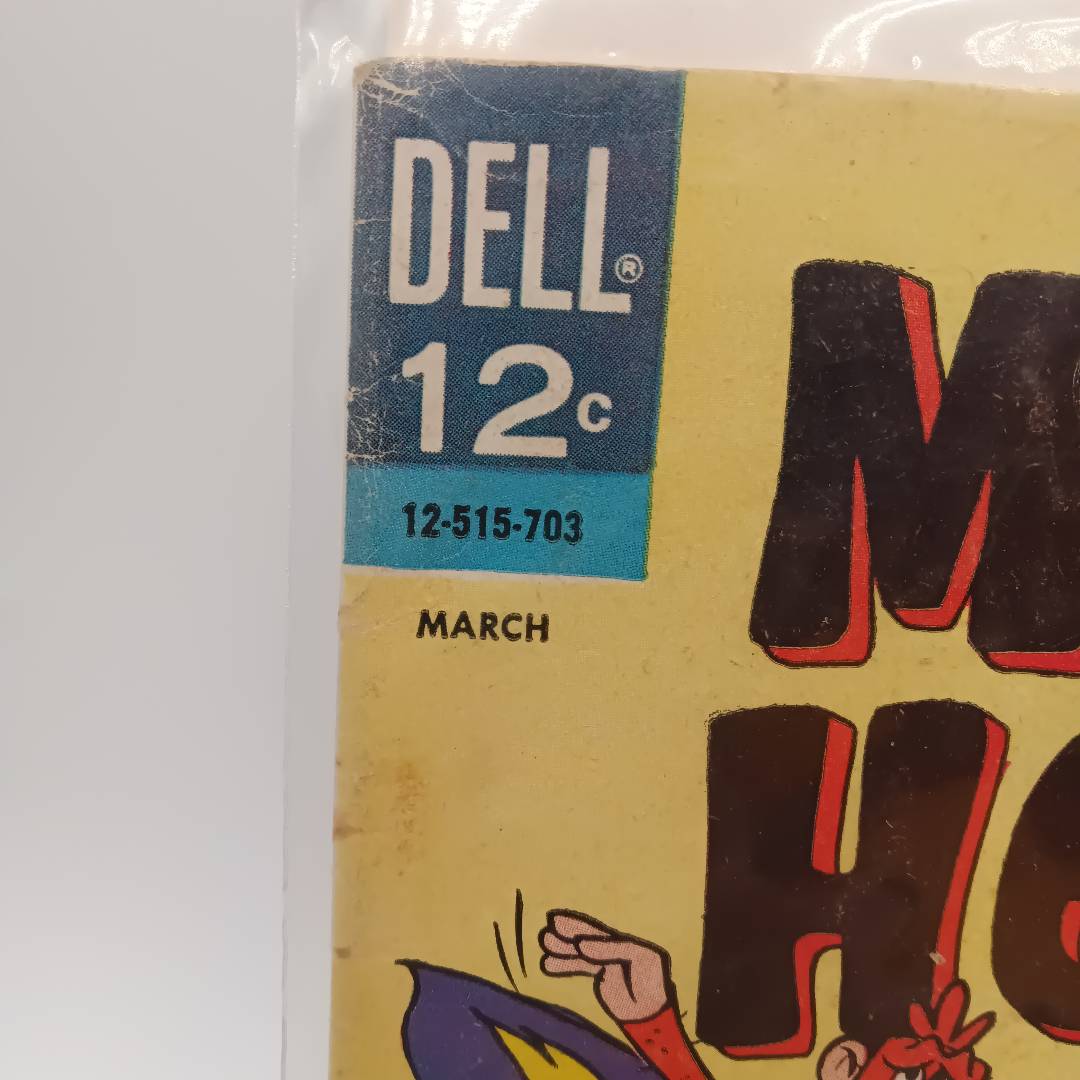 DELL®
12c
12-515-703
MARCH
M
H